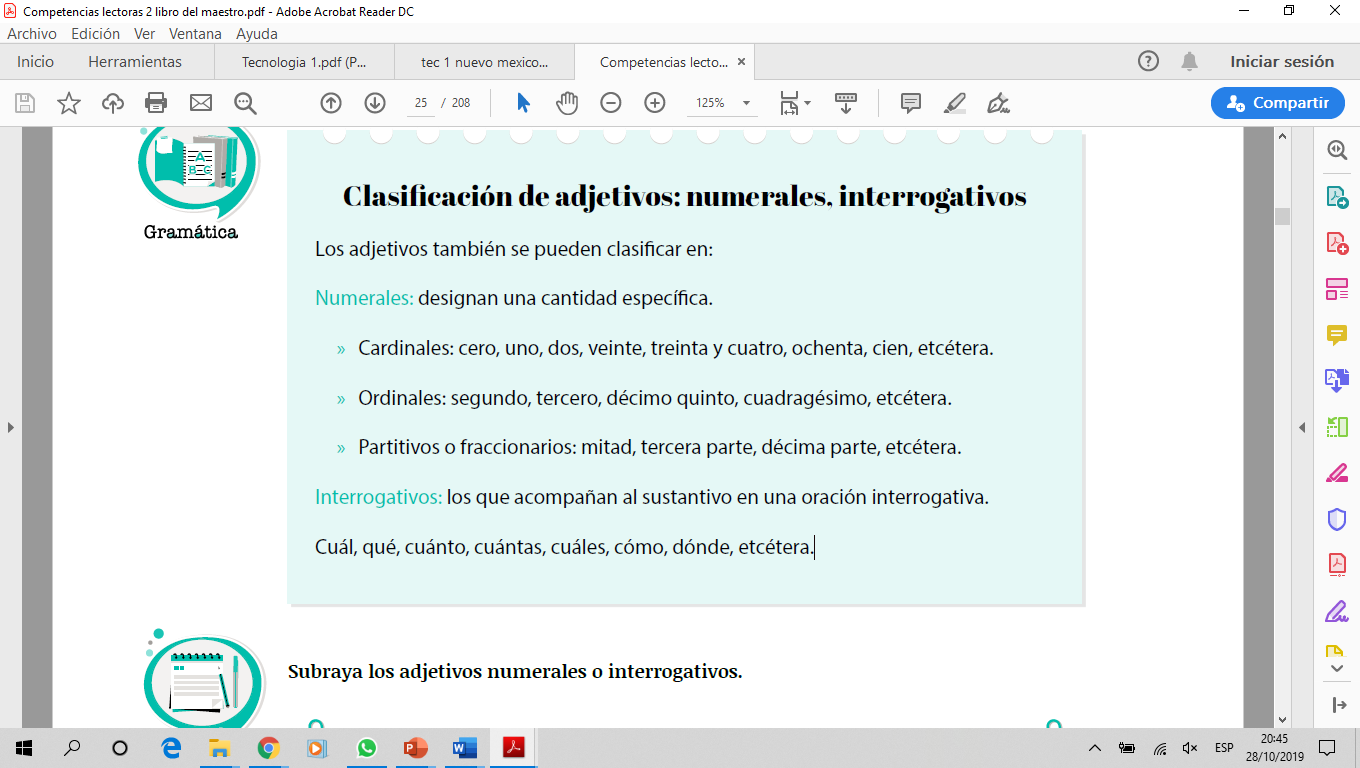 Competencias lectoras 2 libro del maestro.pdf - Adobe Acrobat Reader DC
Archivo Edición Ver Ventana Ayuda
Inicio Herramientas Tecnologia 1.pdf (P... tec 1 nuevo mexico... Competencias lecto... Iniciar sesión
25 / 208 125% Compartir
A
B C
Gramática
Clasificación de adjetivos: numerales, interrogativos
Los adjetivos también se pueden clasificar en:
Numerales: designan una cantidad específica.
» Cardinales: cero, uno, dos, veinte, treinta y cuatro, ochenta, cien, etcétera.
» Ordinales: segundo, tercero, décimo quinto, cuadragésimo, etcétera.
» Partitivos o fraccionarios: mitad, tercera parte, décima parte, etcétera.
Interrogativos: los que acompañan al sustantivo en una oración interrogativa.
Cuál, qué, cuánto, cuántas, cuáles, cómo, dónde, etcétera.
Subraya los adjetivos numerales o interrogativos.
ESP 20:45
28/10/2019